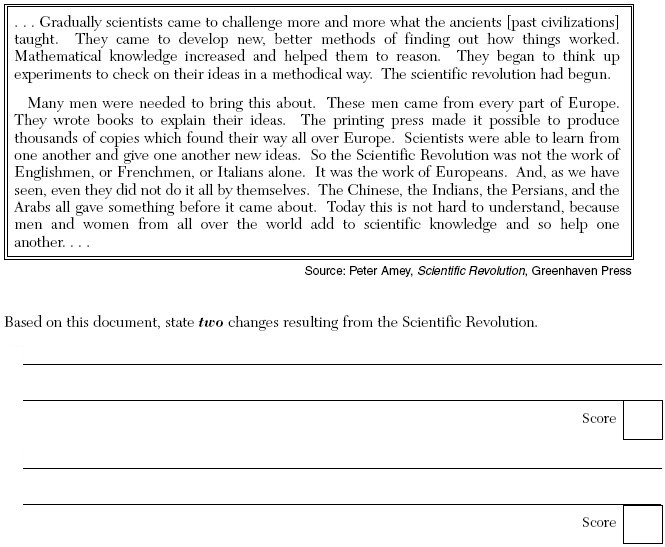 . . . Gradually scientists came to challenge more and more what the ancients [past civilizations]
taught. They came to develop new, better methods of finding out how things worked.
Mathematical knowledge increased and helped them to reason. They began to think up
experiments to check on their ideas in a methodical way. The scientific revolution had begun.
Many men were needed to bring this about. These men came from every part of Europe.
They wrote books to explain their ideas. The printing press made it possible to produce
thousands of copies which found their way all over Europe. Scientists were able to learn from
one another and give one another new ideas. So the Scientific Revolution was not the work of
Englishmen, or Frenchmen, or Italians alone. It was the work of Europeans. And, as we have
seen, even they did not do it all by themselves. The Chinese, the Indians, the Persians, and the
Arabs all gave something before it came about. Today this is not hard to understand, because
men and women from all over the world add to scientific knowledge and so help one
another. . . .
Source: Peter Amey, Scientific Revolution, Greenhaven Press
Based on this document, state two changes resulting from the Scientific Revolution.
Score
Score